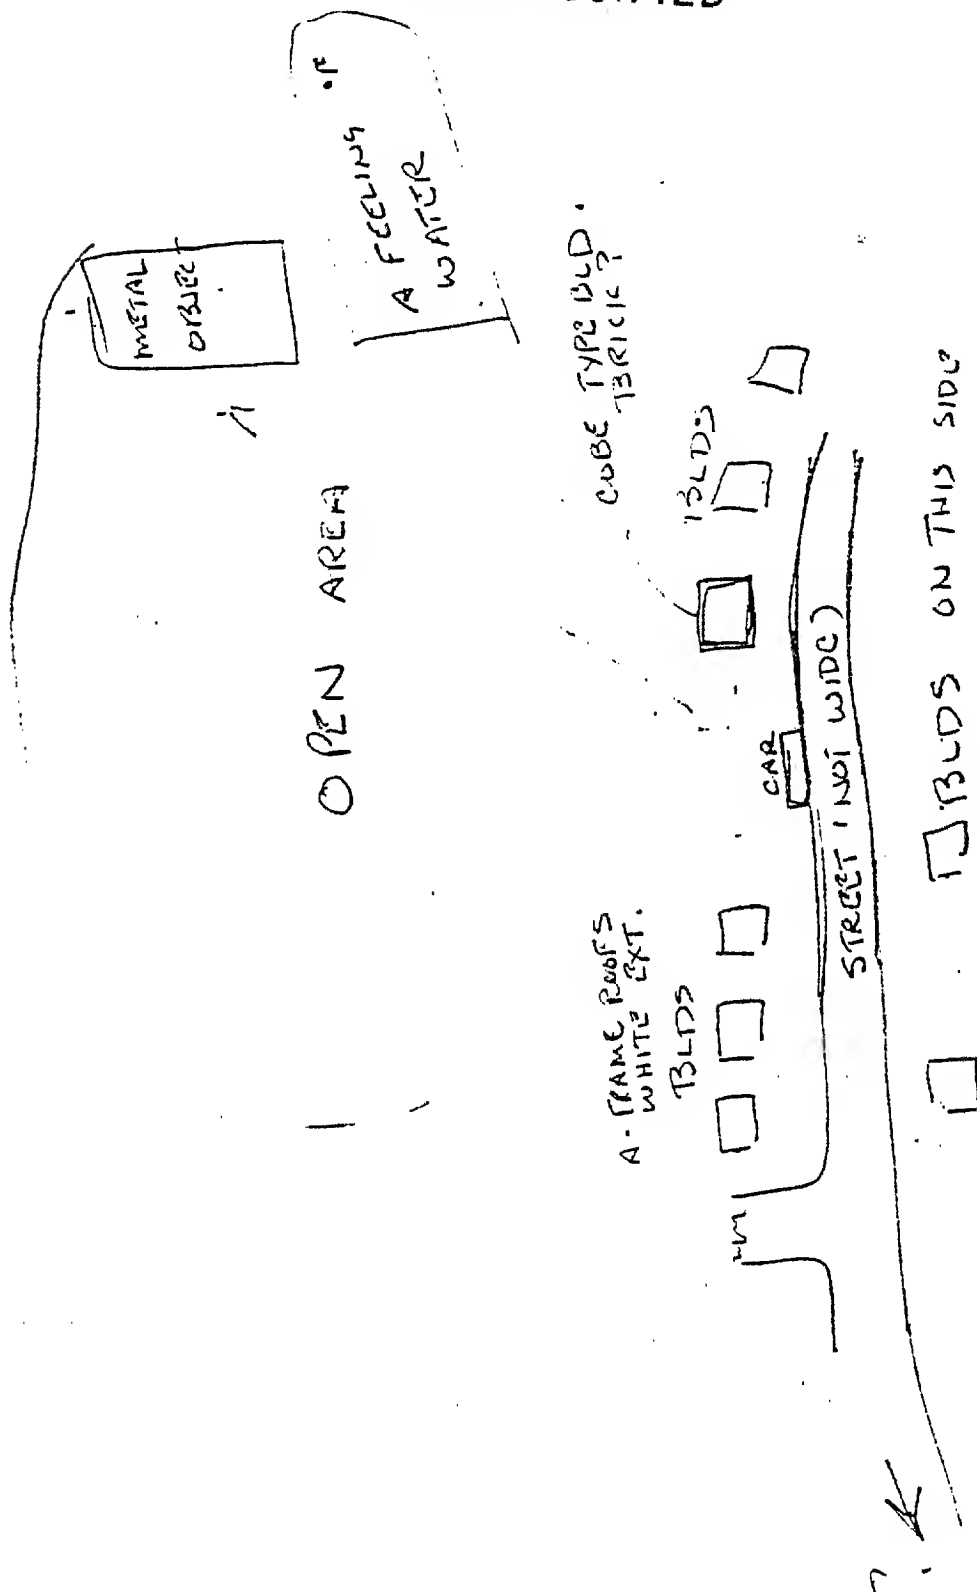 METAL
OBJECT
A FEELING OF
WATER
OPEN AREA
CUBE TYPE BLD.
BRICK?
BLDS
A-FRAME ROOFS
WHITE EXT.
BLDS
CAR
STREET (NOT WIDE)
BLDS ON THIS SIDE